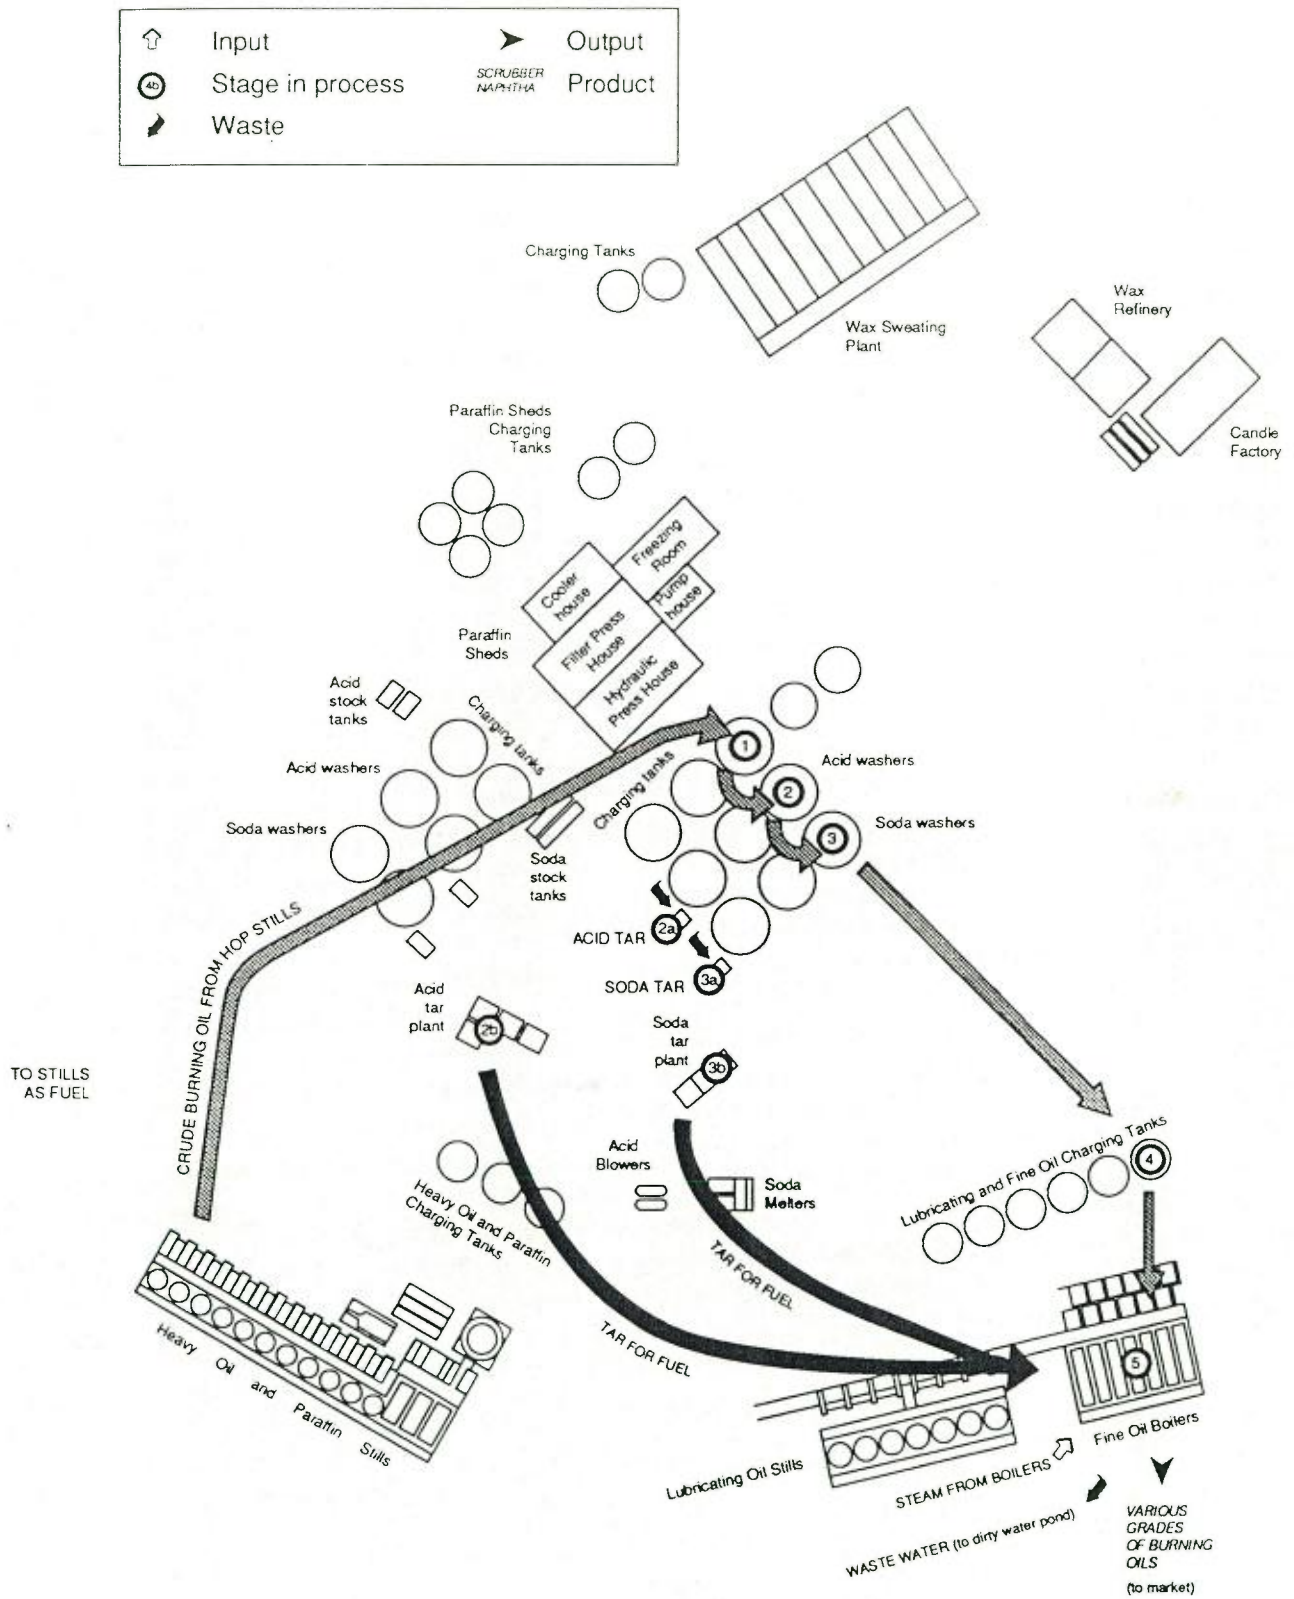 Input
Output
4b
Stage in process
SCRUBBER
NAPHTHA
Product
Waste
Charging Tanks
Wax Sweating
Plant
Wax
Refinery
Candle
Factory
Paraffin Sheds
Charging
Tanks
Freezing
Room
Cooler
house
Pump
house
Filter Press
House
Hydraulic
Press House
Paraffin
Sheds
Acid
stock
tanks
Charging tanks
Acid washers
Soda washers
Soda
stock
tanks
Charging tanks
1
2
3
Acid washers
Soda washers
2a
ACID TAR
3a
SODA TAR
CRUDE BURNING OIL FROM HOP STILLS
Acid
tar
plant
2b
Soda
tar
plant
3b
TO STILLS
AS FUEL
Acid
Blowers
Soda
Melters
Heavy Oil and Paraffin
Charging Tanks
Lubricating and Fine Oil Charging Tanks
4
TAR FOR FUEL
TAR FOR FUEL
Heavy Oil and Paraffin Stills
5
Lubricating Oil Stills
Fine Oil Boilers
STEAM FROM BOILERS
WASTE WATER (to dirty water pond)
VARIOUS
GRADES
OF BURNING
OILS
(to market)